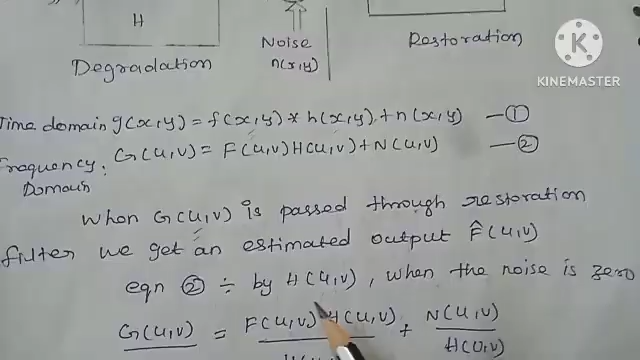 H
Noise
n(x,y)
Degradation
Restoration
K
KINEMASTER
Time domain g(x,y) = f(x,y) * h(x,y) + n(x,y) — ①
Frequency Domain: G(u,v) = F(u,v) H(u,v) + N(u,v) — ②
When G(u,v) is passed through restoration
filter we get an estimated output F̂(u,v)
eqn ② ÷ by H(u,v), when the noise is zero
G(u,v) = F(u,v) H(u,v) + N(u,v)
H(u,v)